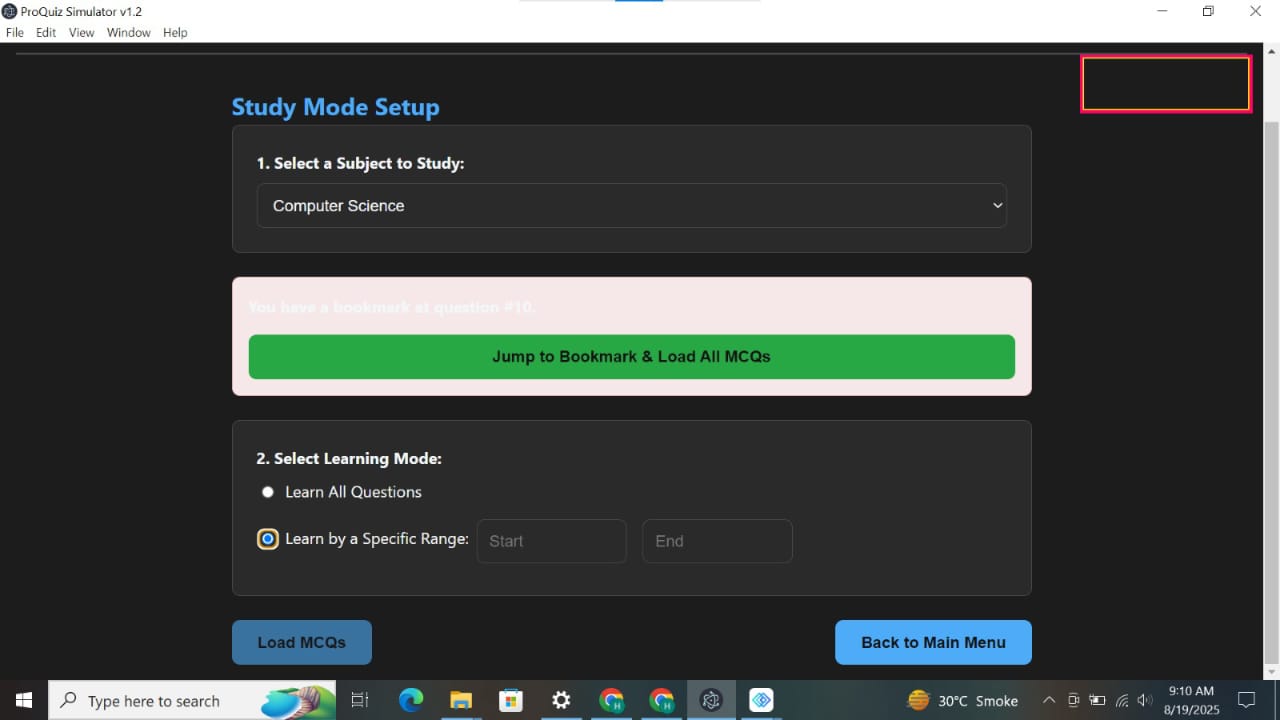 ProQuiz Simulator v1.2
File Edit View Window Help
Study Mode Setup
1. Select a Subject to Study:
Computer Science
You have a bookmark at question #10.
Jump to Bookmark & Load All MCQs
2. Select Learning Mode:
Learn All Questions
Learn by a Specific Range: Start End
Load MCQs Back to Main Menu
Type here to search 30°C Smoke 9:10 AM
8/19/2025